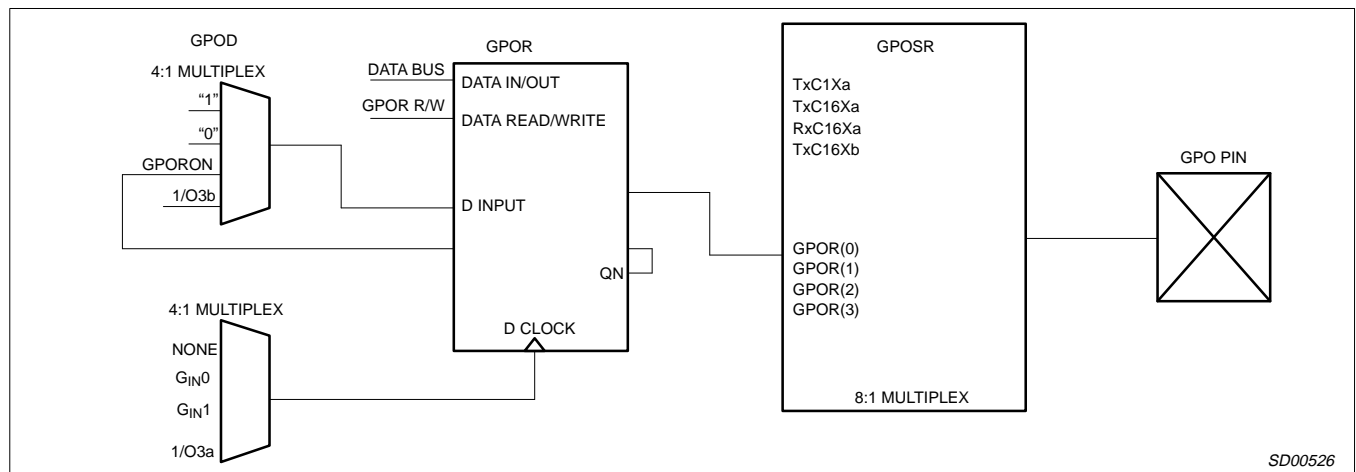 GPOD
4:1 MULTIPLEX
“1”
“0”
GPORON
1/O3b
4:1 MULTIPLEX
NONE
GIN0
GIN1
1/O3a
GPOR
DATA BUS
DATA IN/OUT
GPOR R/W
DATA READ/WRITE
D INPUT
QN
D CLOCK
GPOSR
TxC1Xa
TxC16Xa
RxC16Xa
TxC16Xb
GPOR(0)
GPOR(1)
GPOR(2)
GPOR(3)
8:1 MULTIPLEX
GPO PIN
SD00526